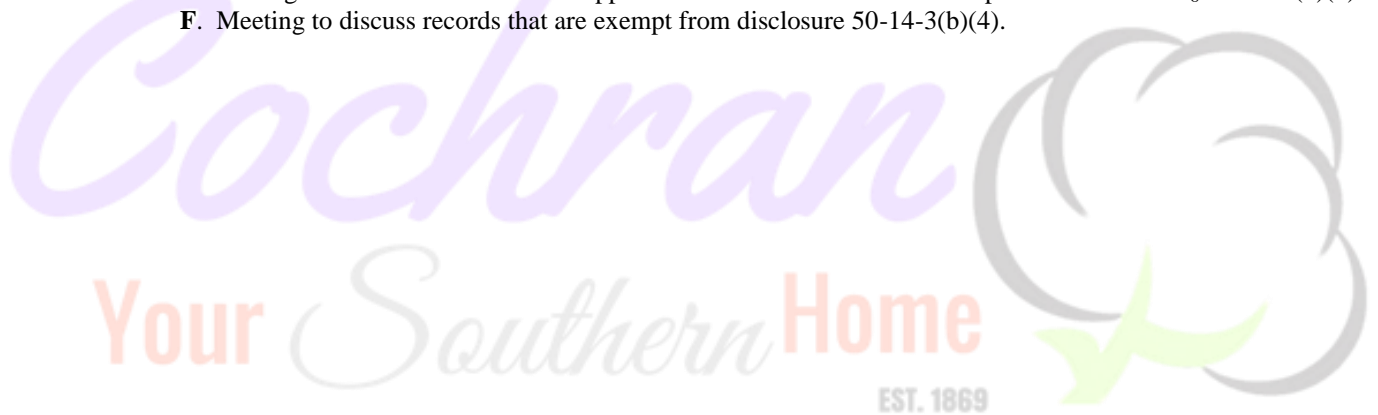 F. Meeting to discuss records that are exempt from disclosure 50-14-3(b)(4).
Cochran
Your Southern Home
EST. 1869